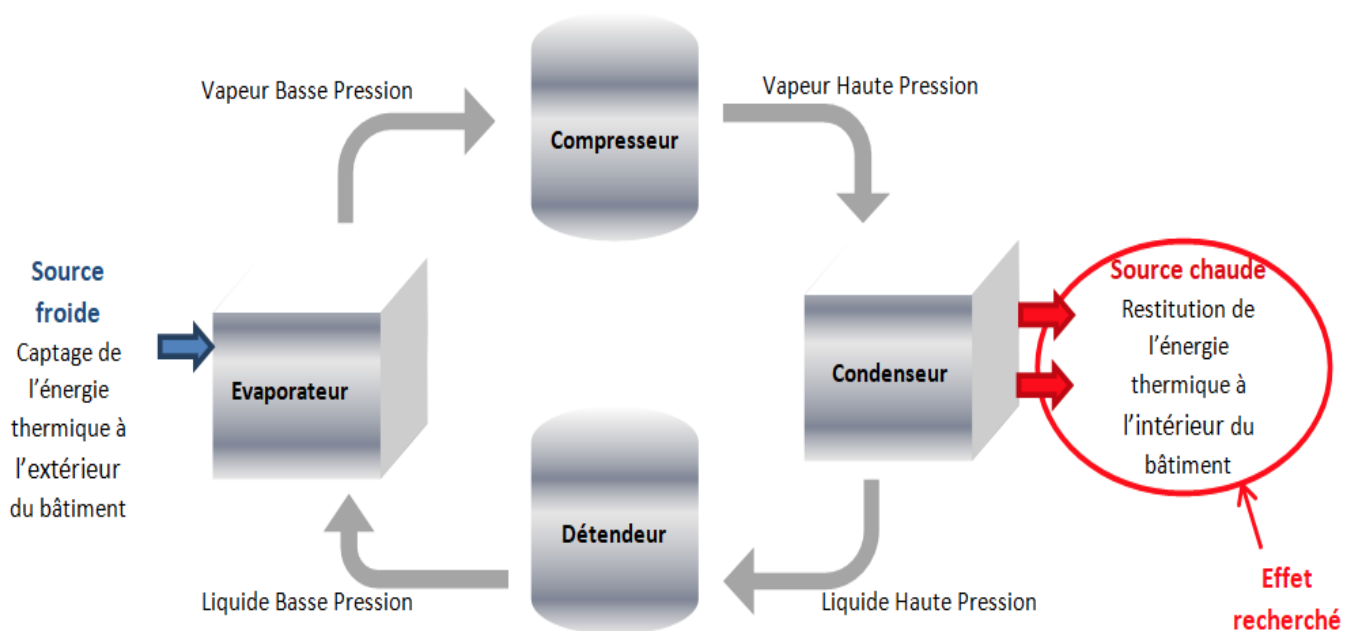 Vapeur Basse Pression
Vapeur Haute Pression
Compresseur
Source
froide
Captage de
l'énergie
thermique à
l'extérieur
du bâtiment
Evaporateur
Condenseur
Source chaude
Restitution de
l'énergie
thermique à
l'intérieur du
bâtiment
Détendeur
Liquide Basse Pression
Liquide Haute Pression
Effet
recherché